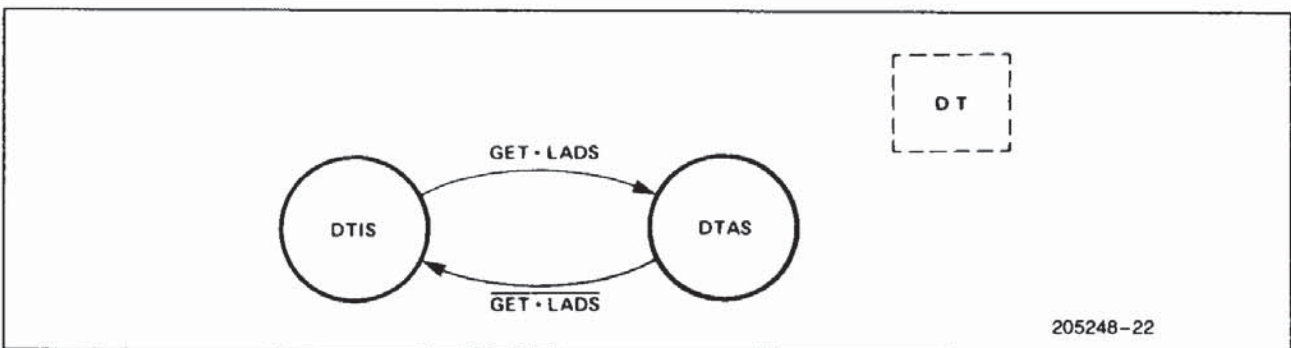 DT
GET • LADS
DTIS
DTAS
GET • LADS
205248-22